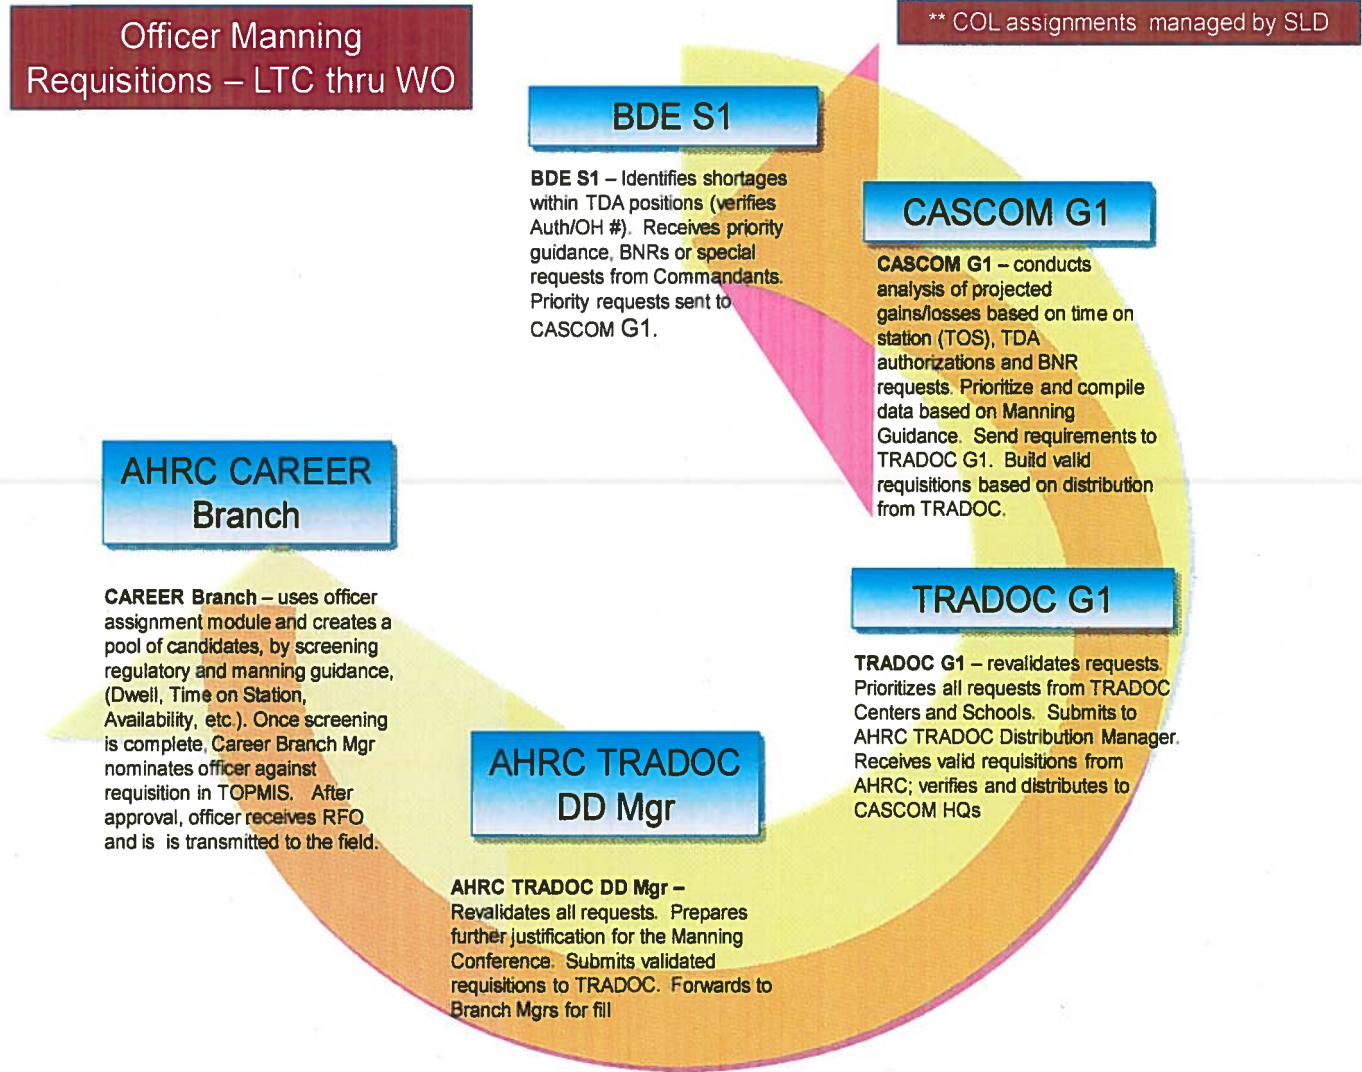 Officer Manning
Requisitions – LTC thru WO
** COL assignments managed by SLD
BDE S1
BDE S1 – Identifies shortages
within TDA positions (verifies
Auth/OH #). Receives priority
guidance, BNRs or special
requests from Commandants.
Priority requests sent to
CASCOM G1.
CASCOM G1
CASCOM G1 – conducts
analysis of projected
gains/losses based on time on
station (TOS), TDA
authorizations and BNR
requests. Prioritize and compile
data based on Manning
Guidance. Send requirements to
TRADOC G1. Build valid
requisitions based on distribution
from TRADOC.
TRADOC G1
TRADOC G1 – revalidates requests.
Prioritizes all requests from TRADOC
Centers and Schools. Submits to
AHRC TRADOC Distribution Manager.
Receives valid requisitions from
AHRC; verifies and distributes to
CASCOM HQs
AHRC TRADOC
DD Mgr
AHRC TRADOC DD Mgr –
Revalidates all requests. Prepares
further justification for the Manning
Conference. Submits validated
requisitions to TRADOC. Forwards to
Branch Mgrs for fill
AHRC CAREER
Branch
CAREER Branch – uses officer
assignment module and creates a
pool of candidates, by screening
regulatory and manning guidance,
(Dwell, Time on Station,
Availability, etc.). Once screening
is complete, Career Branch Mgr
nominates officer against
requisition in TOPMIS. After
approval, officer receives RFO
and is is transmitted to the field.